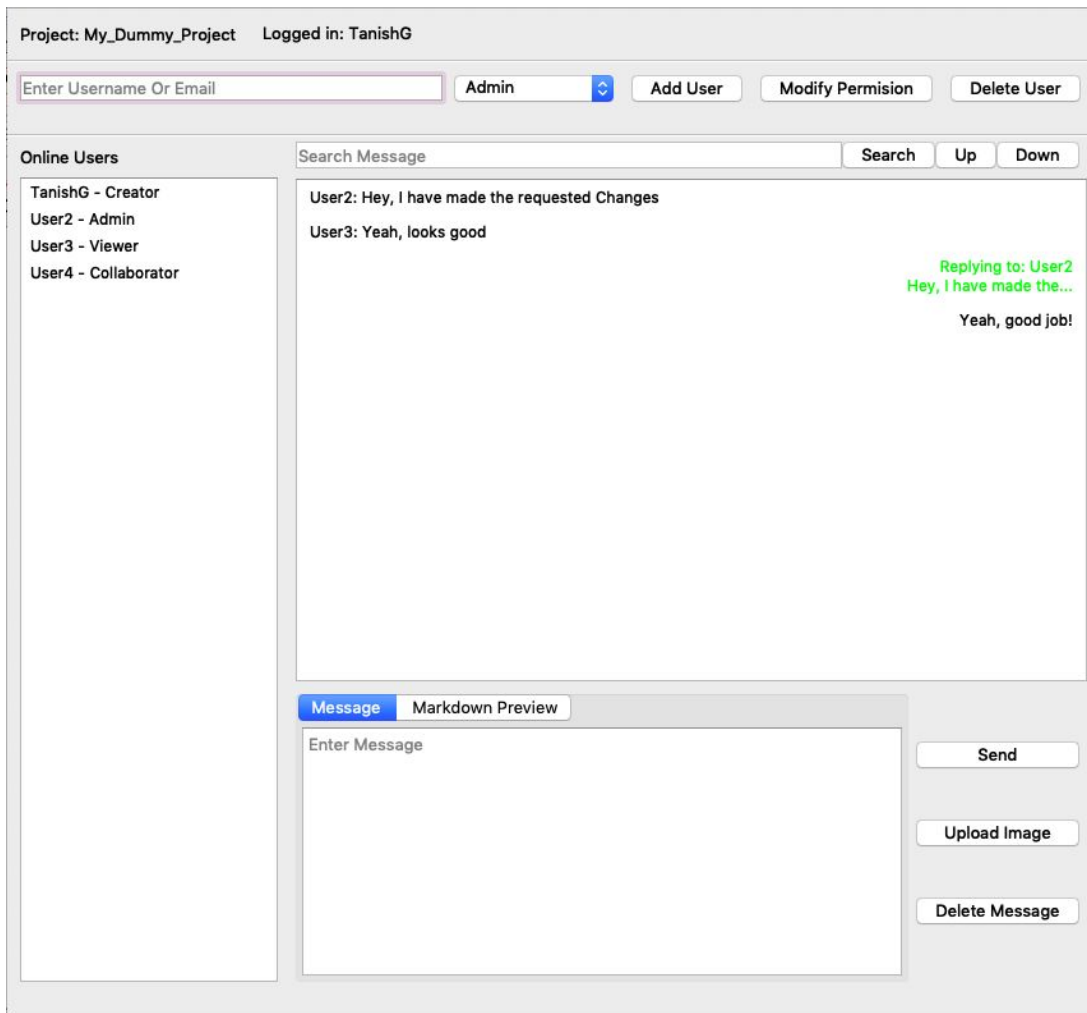 Project: My_Dummy_Project Logged in: TanishG
Enter Username Or Email Admin Add User Modify Permision Delete User
Online Users
TanishG - Creator
User2 - Admin
User3 - Viewer
User4 - Collaborator
Search Message Search Up Down
User2: Hey, I have made the requested Changes
User3: Yeah, looks good
Replying to: User2
Hey, I have made the...
Yeah, good job!
Message Markdown Preview
Enter Message
Send
Upload Image
Delete Message